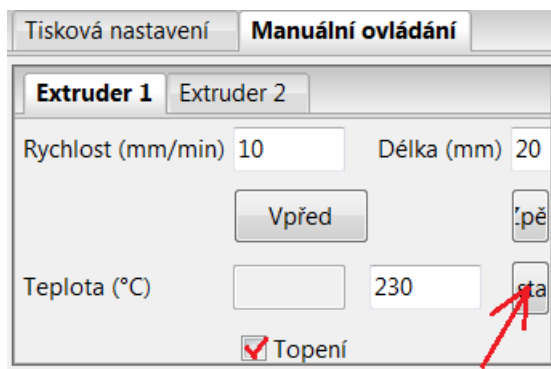 Tisková nastavení Manuální ovládání
Extruder 1 Extruder 2
Rychlost (mm/min) 10 Délka (mm) 20
Vpřed
Teplota (°C) 230
Topení